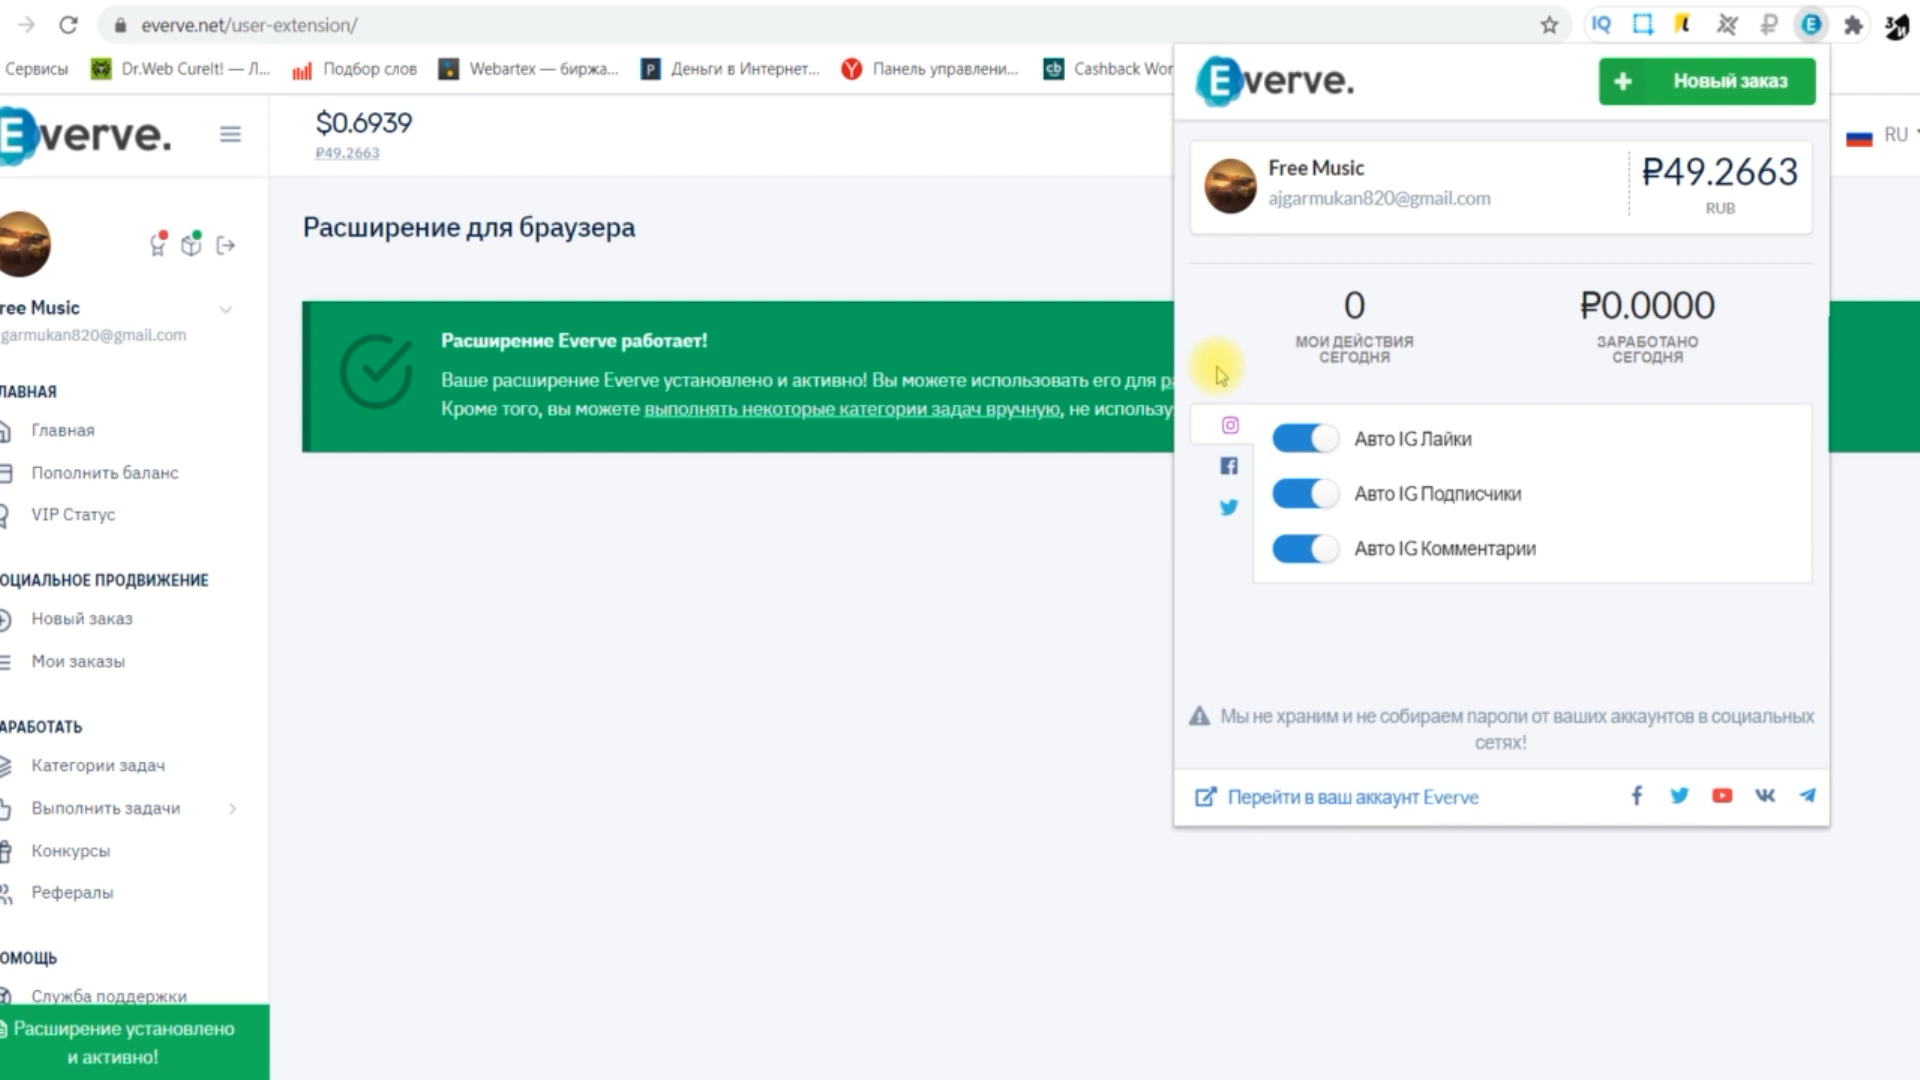 everve.net/user-extension/
IQ
Сервисы
Dr.Web CureIt! — Л...
Подбор слов
Webartex — биржа...
Деньги в Интернет...
Панель управлени...
Cashback Wor
Everve.
$0.6939
₽49.2663
Everve.
Новый заказ
RU
Free Music
ajgarmukan820@gmail.com
₽49.2663
RUB
Расширение для браузера
ree Music
garmukan820@gmail.com
0
МОИ ДЕЙСТВИЯ
СЕГОДНЯ
₽0.0000
ЗАРАБОТАНО
СЕГОДНЯ
Расширение Everve работает!
Ваше расширение Everve установлено и активно! Вы можете использовать его для р
Кроме того, вы можете выполнять некоторые категории задач вручную, не использу
Авто IG Лайки
Авто IG Подписчики
Авто IG Комментарии
ЛАВНАЯ
Главная
Пополнить баланс
VIP Статус
ОЦИАЛЬНОЕ ПРОДВИЖЕНИЕ
Новый заказ
Мои заказы
АРАБОТАТЬ
Категории задач
Выполнить задачи
Конкурсы
Рефералы
ОМОЩЬ
Служба поддержки
Расширение установлено
и активно!
Мы не храним и не собираем пароли от ваших аккаунтов в социальных
сетях!
Перейти в ваш аккаунт Everve